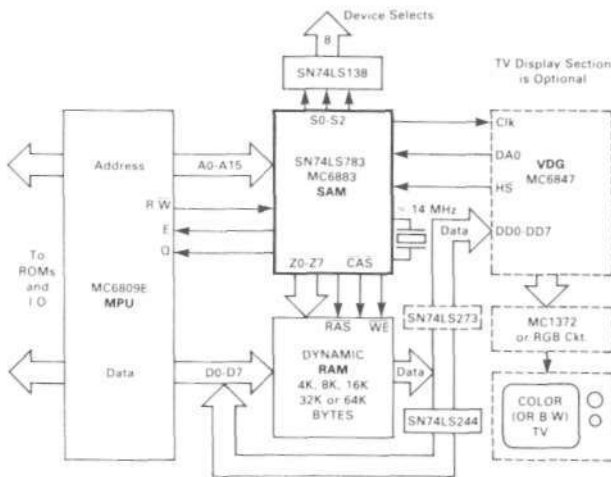 Device Selects
8
SN74LS138
TV Display Section
is Optional
S0-S2
Clk
SN74LS783
MC6883
SAM
DA0
VDG
MC6847
HS
DD0-DD7
Address
A0-A15
R W
E
Q
≈ 14 MHz
Data
Z0-Z7
CAS
To
ROMs
and
I.O
MC6809E
MPU
RAS
WE
SN74LS273
MC1372
or RGB Ckt.
Data
D0-D7
DYNAMIC
RAM
4K, 8K, 16K
32K or 64K
BYTES
Data
SN74LS244
COLOR
(OR B W)
TV